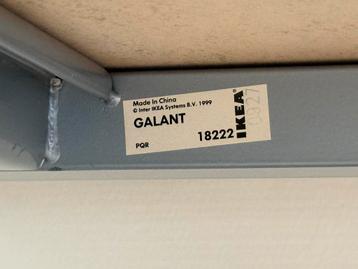 Made in China
© Inter IKEA Systems B.V. 1999
GALANT
PQR
18222
IKEA